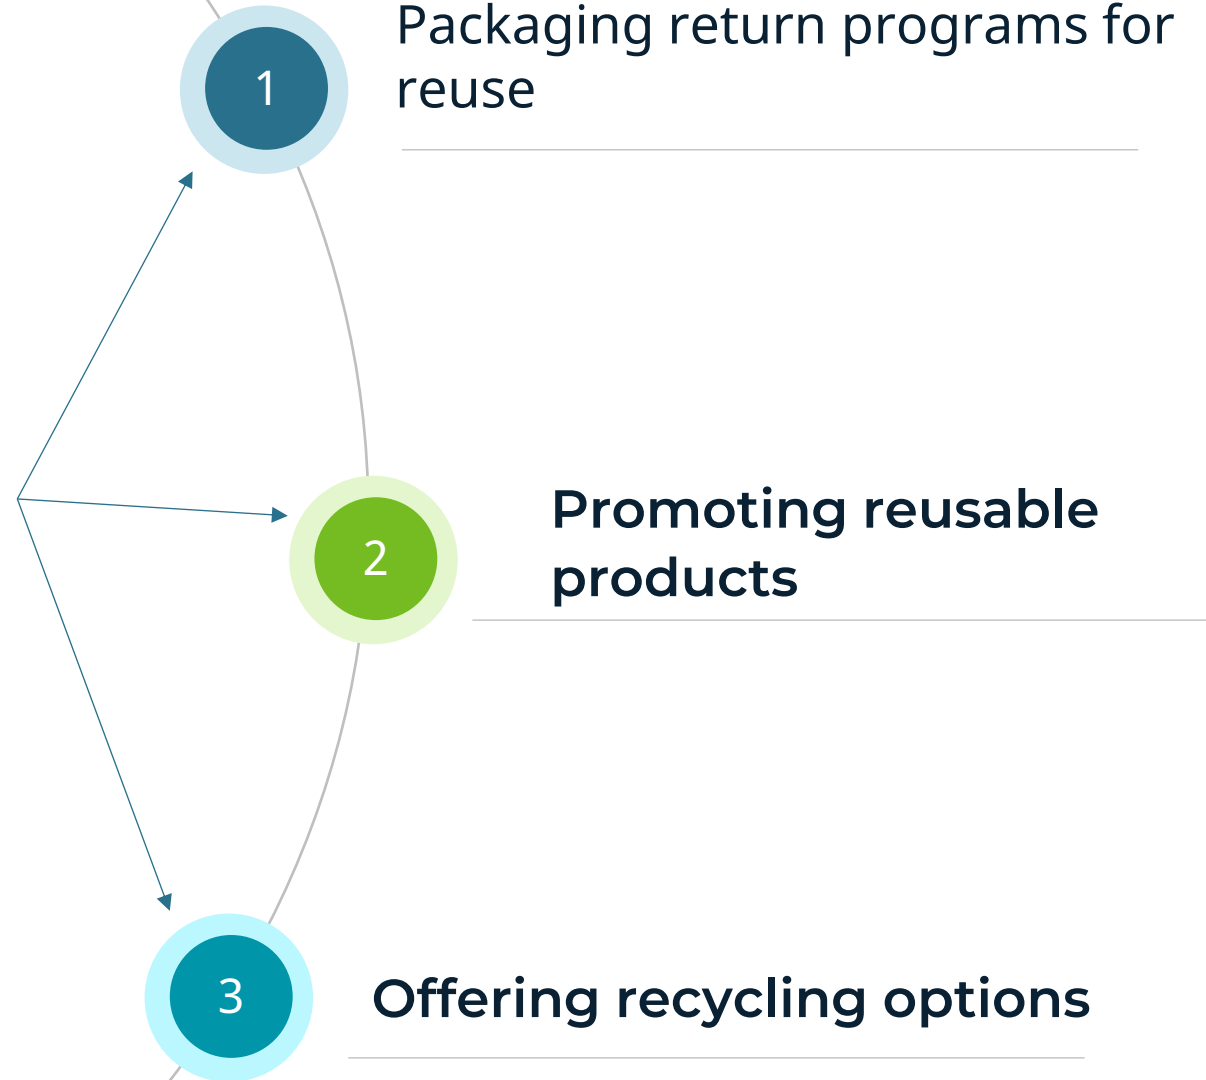 1
Packaging return programs for
reuse
2
Promoting reusable
products
3
Offering recycling options